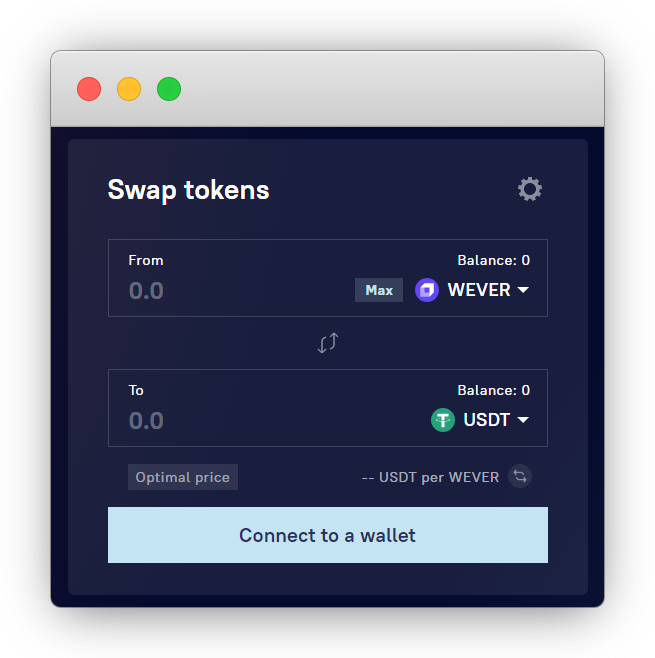 Swap tokens
From Balance: 0
0.0 Max WEVER
To Balance: 0
0.0 USDT
Optimal price -- USDT per WEVER
Connect to a wallet